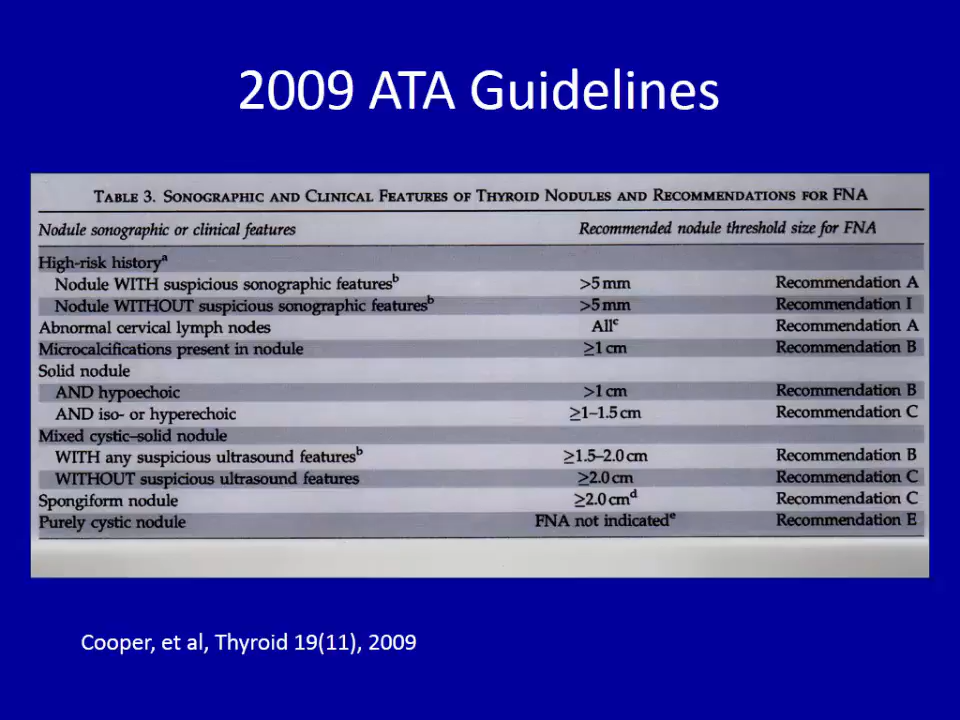 2009 ATA Guidelines
TABLE 3. SONOGRAPHIC AND CLINICAL FEATURES OF THYROID NODULES AND RECOMMENDATIONS FOR FNA
Nodule sonographic or clinical features Recommended nodule threshold size for FNA
High-risk historyᵃ
Nodule WITH suspicious sonographic featuresᵇ >5 mm Recommendation A
Nodule WITHOUT suspicious sonographic featuresᵇ >5 mm Recommendation I
Abnormal cervical lymph nodes Allᶜ Recommendation A
Microcalcifications present in nodule ≥1 cm Recommendation B
Solid nodule
AND hypoechoic >1 cm Recommendation B
AND iso- or hyperechoic ≥1–1.5 cm Recommendation C
Mixed cystic–solid nodule
WITH any suspicious ultrasound featuresᵇ ≥1.5–2.0 cm Recommendation B
WITHOUT suspicious ultrasound features ≥2.0 cm Recommendation C
Spongiform nodule ≥2.0 cmᵈ Recommendation C
Purely cystic nodule FNA not indicatedᵉ Recommendation E
Cooper, et al, Thyroid 19(11), 2009